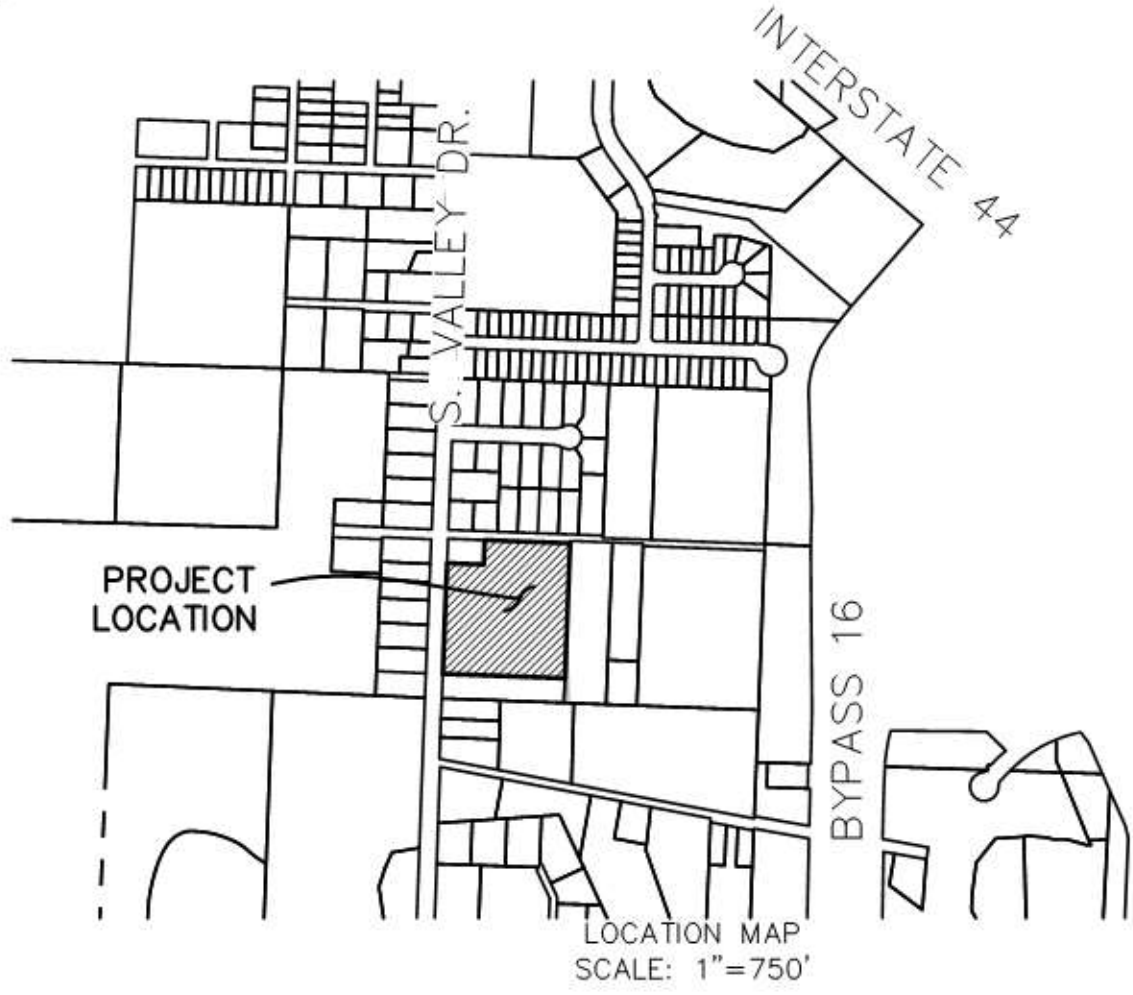 INTERSTATE 44
S. VALLEY DR.
PROJECT
LOCATION
BYPASS 16
LOCATION MAP
SCALE: 1"=750'